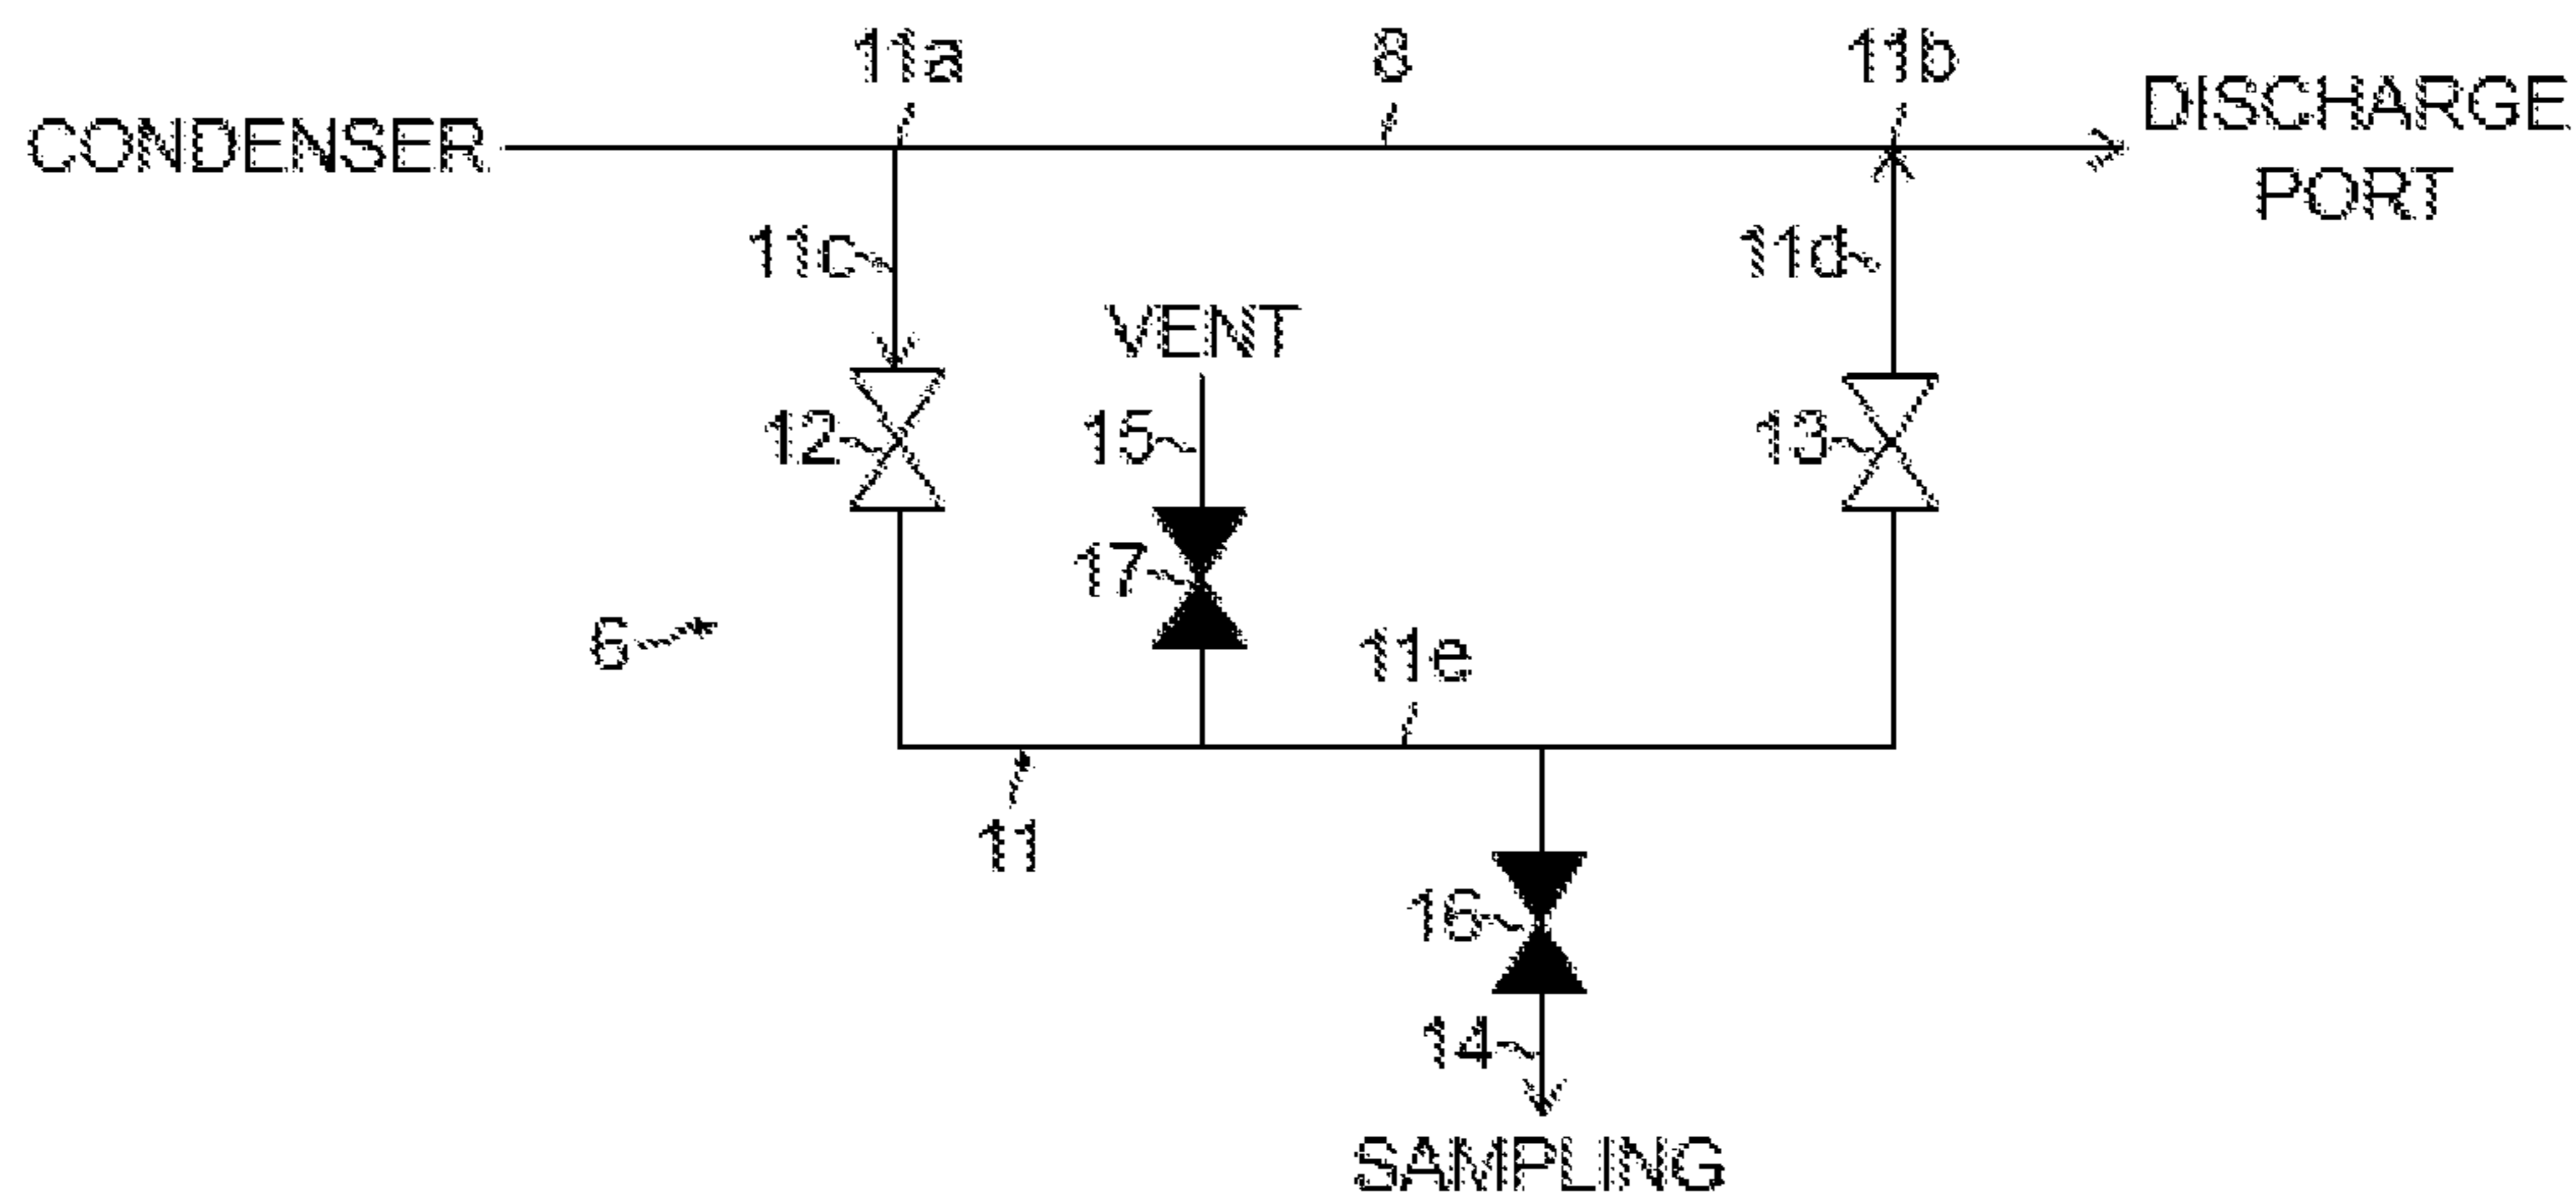 11a
8
11b
CONDENSER
DISCHARGE
PORT
11c
11d
VENT
12
15
13
17
6
11e
11
16
14
SAMPLING